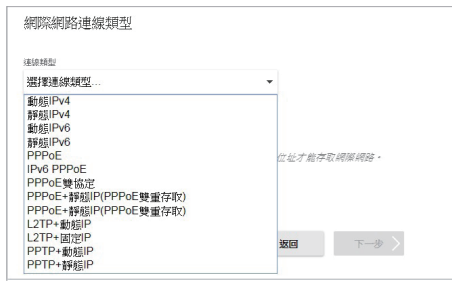 網際網路連線類型
連線類型
選擇連線類型...
動態IPv4
靜態IPv4
動態IPv6
靜態IPv6
PPPoE
IPv6 PPPoE
PPPoE雙協定
PPPoE+靜態IP(PPPoE雙重存取)
PPPoE+靜態IP(PPPoE雙重存取)
L2TP+動態IP
L2TP+固定IP
PPTP+動態IP
PPTP+靜態IP
位址才能存取網際網路。
返回
下一步